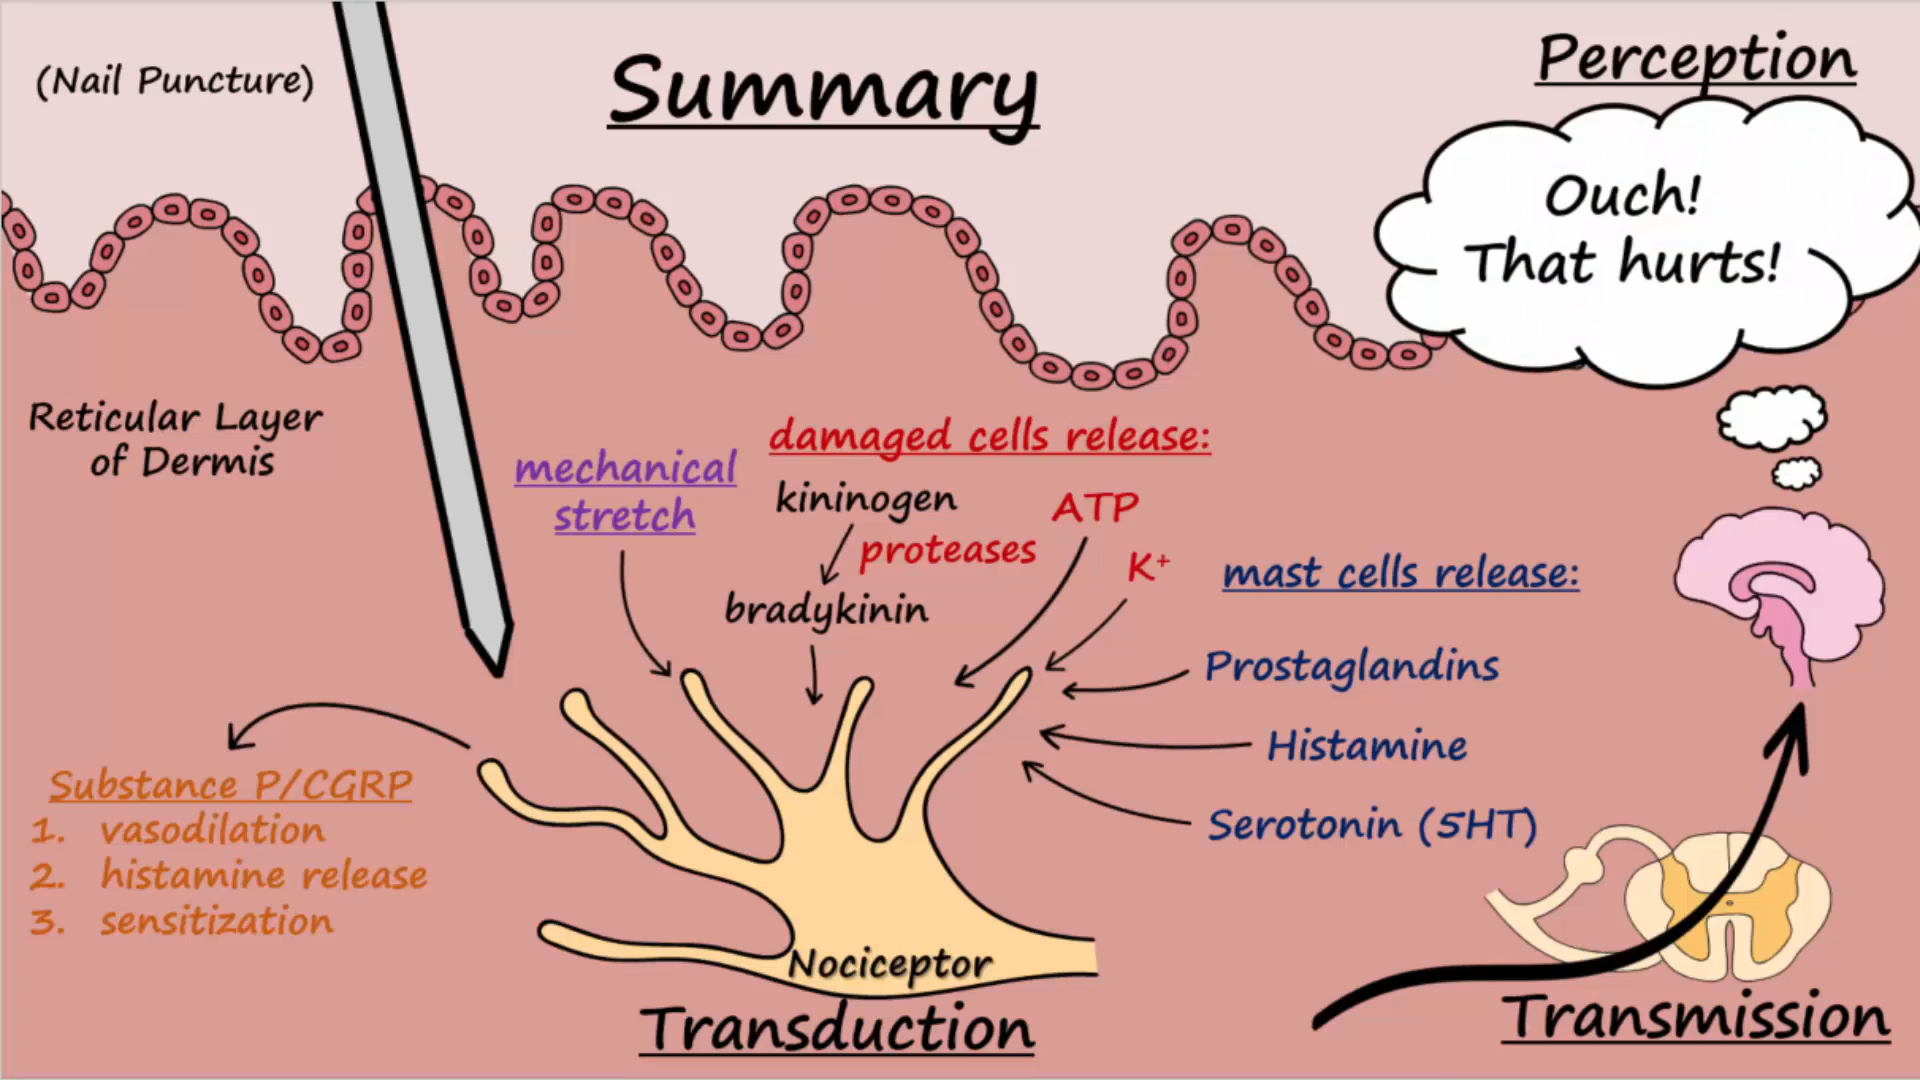 (Nail Puncture)
Summary
Perception
Ouch!
That hurts!
Reticular Layer
of Dermis
mechanical
stretch
damaged cells release:
kininogen
proteases
bradykinin
ATP
K⁺
mast cells release:
Prostaglandins
Histamine
Serotonin (5HT)
Substance P/CGRP
1. vasodilation
2. histamine release
3. sensitization
Nociceptor
Transduction
Transmission